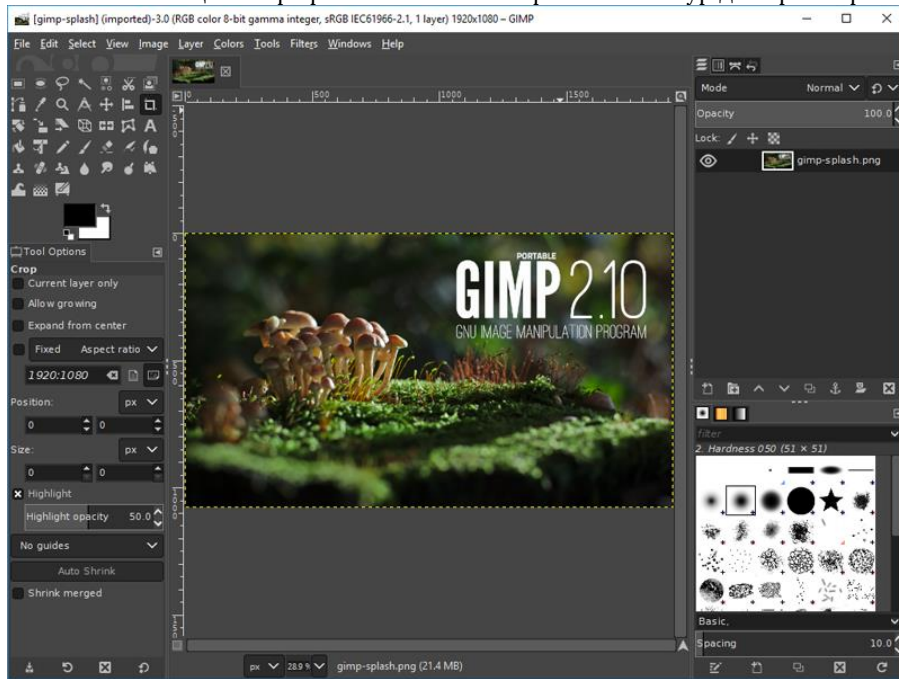 [gimp-splash] (imported)-3.0 (RGB color 8-bit gamma integer, sRGB IEC61966-2.1, 1 layer) 1920x1080 – GIMP
File Edit Select View Image Layer Colors Tools Filters Windows Help
Tool Options
Crop
Current layer only
Allow growing
Expand from center
Fixed Aspect ratio
1920:1080
Position: px
0 0
Size: px
0 0
Highlight
Highlight opacity 50.0
No guides
Auto Shrink
Shrink merged
0 500 1000 1500
PORTABLE
GIMP 2.10
GNU IMAGE MANIPULATION PROGRAM
px 28.9 % gimp-splash.png (21.4 MB)
Mode Normal
Opacity 100.0
Lock:
gimp-splash.png
filter
2. Hardness 050 (51 × 51)
Basic,
Spacing 10.0